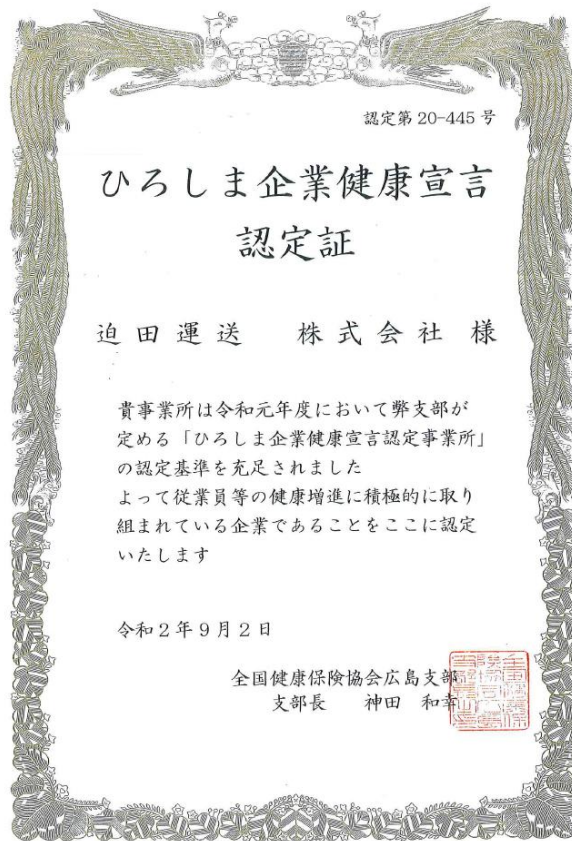 認定第20-445号
ひろしま企業健康宣言
認定証
迫田運送 株式会社 様
貴事業所は令和元年度において弊支部が
定める「ひろしま企業健康宣言認定事業所」
の認定基準を充足されました
よって従業員等の健康増進に積極的に取り
組まれている企業であることをここに認定
いたします
令和2年9月2日
全国健康保険協会広島支部
支部長 神田 和幸